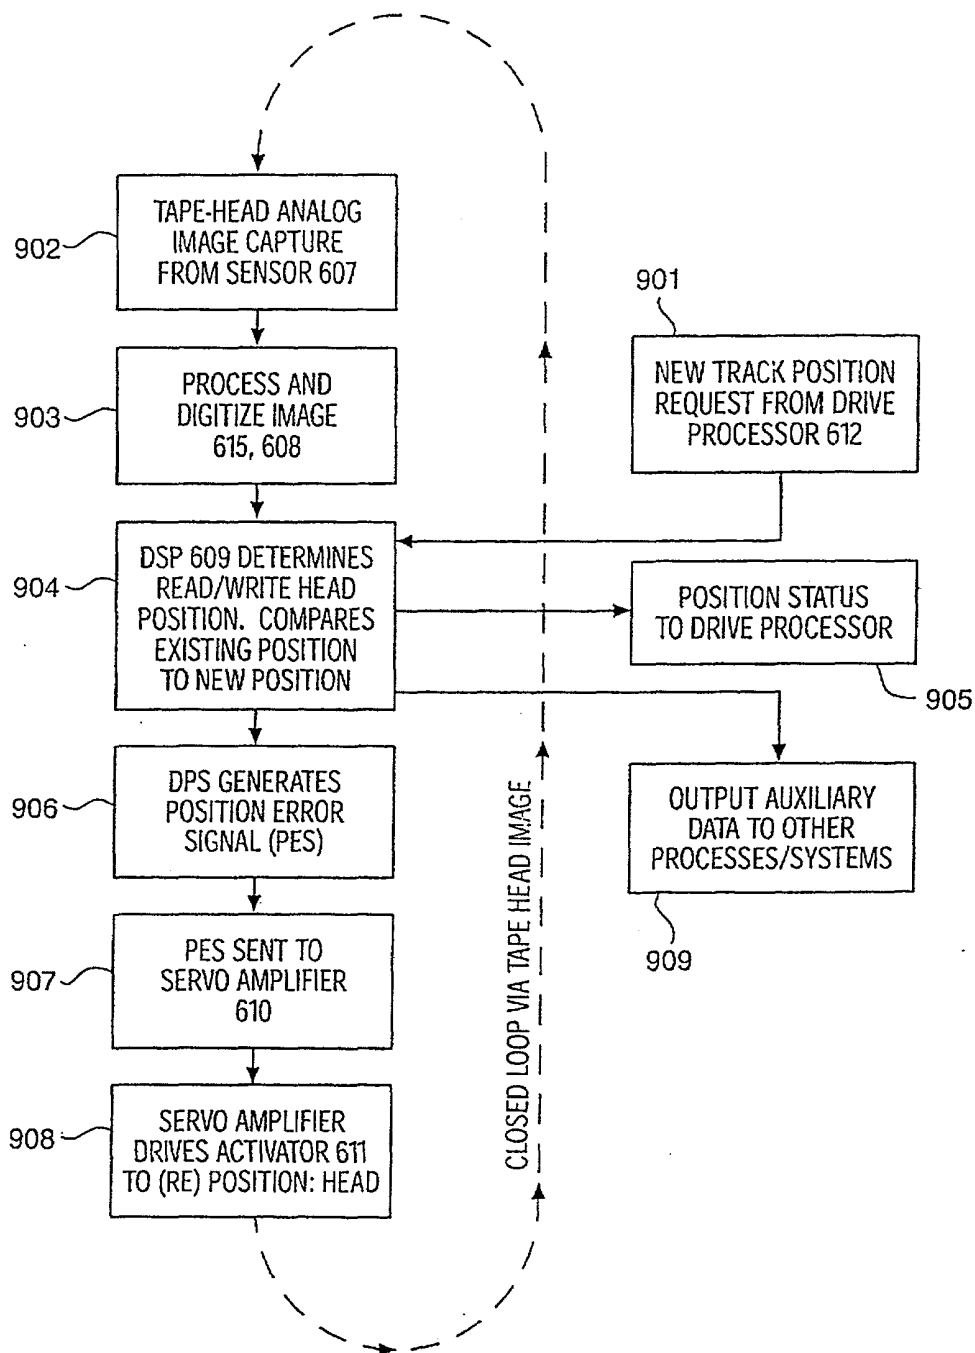 902
TAPE-HEAD ANALOG
IMAGE CAPTURE
FROM SENSOR 607
903
PROCESS AND
DIGITIZE IMAGE
615, 608
901
NEW TRACK POSITION
REQUEST FROM DRIVE
PROCESSOR 612
904
DSP 609 DETERMINES
READ/WRITE HEAD
POSITION. COMPARES
EXISTING POSITION
TO NEW POSITION
POSITION STATUS
TO DRIVE PROCESSOR
905
906
DPS GENERATES
POSITION ERROR
SIGNAL (PES)
OUTPUT AUXILIARY
DATA TO OTHER
PROCESSES/SYSTEMS
909
907
PES SENT TO
SERVO AMPLIFIER
610
908
SERVO AMPLIFIER
DRIVES ACTIVATOR 611
TO (RE) POSITION: HEAD
CLOSED LOOP VIA TAPE HEAD IMAGE